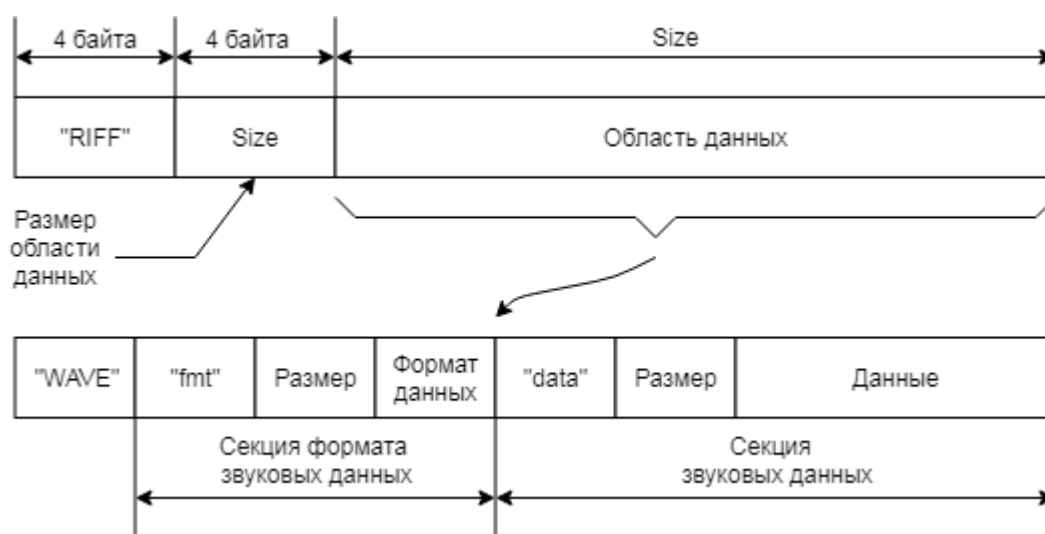 4 байта
4 байта
Size
"RIFF"
Size
Область данных
Размер
области
данных
"WAVE"
"fmt"
Размер
Формат
данных
"data"
Размер
Данные
Секция формата
звуковых данных
Секция
звуковых данных